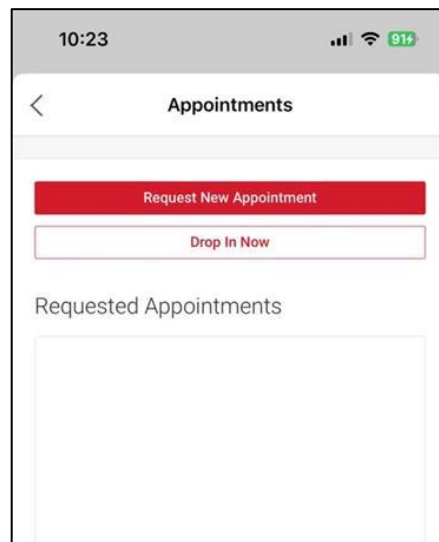 10:23
91
Appointments
Request New Appointment
Drop In Now
Requested Appointments